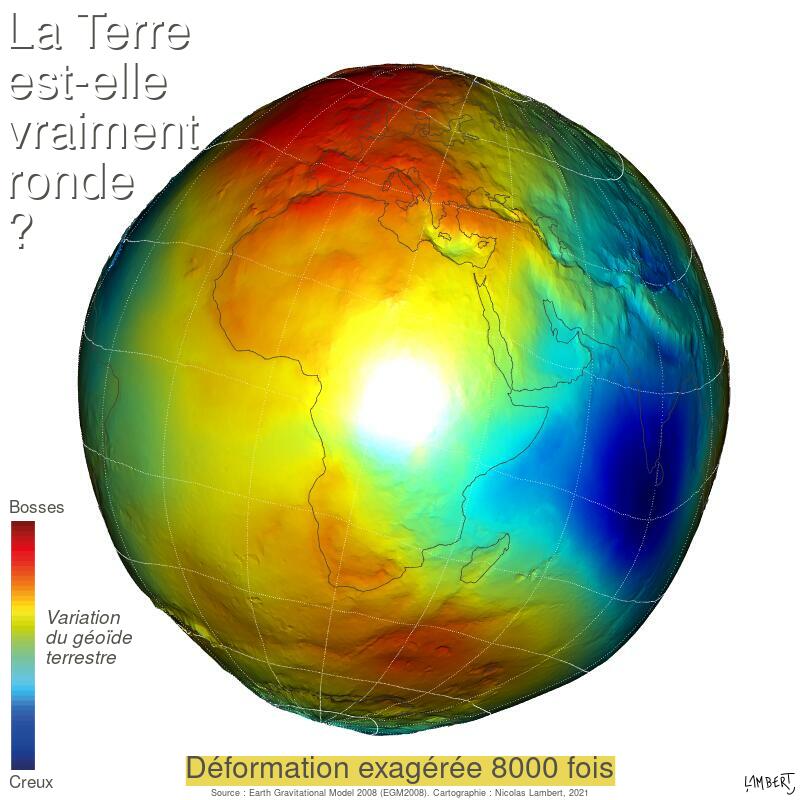 La Terre
est-elle
vraiment
ronde
?
Bosses
Variation
du géoïde
terrestre
Creux
Déformation exagérée 8000 fois
Source : Earth Gravitational Model 2008 (EGM2008). Cartographie : Nicolas Lambert, 2021
LAMBERT